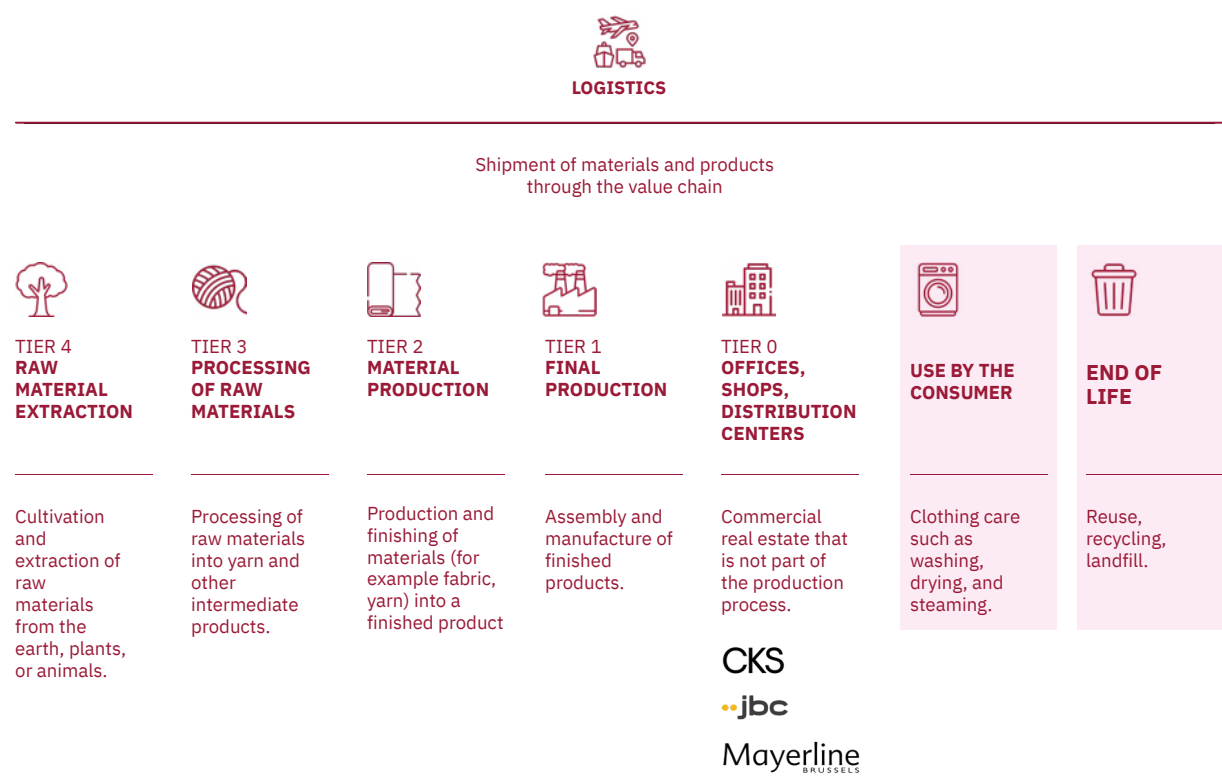 LOGISTICS
Shipment of materials and products
through the value chain
TIER 4
RAW
MATERIAL
EXTRACTION
Cultivation
and
extraction of
raw
materials
from the
earth, plants,
or animals.
TIER 3
PROCESSING
OF RAW
MATERIALS
Processing of
raw materials
into yarn and
other
intermediate
products.
TIER 2
MATERIAL
PRODUCTION
Production and
finishing of
materials (for
example fabric,
yarn) into a
finished product
TIER 1
FINAL
PRODUCTION
Assembly and
manufacture of
finished
products.
TIER 0
OFFICES,
SHOPS,
DISTRIBUTION
CENTERS
Commercial
real estate that
is not part of
the production
process.
CKS
jbc
Mayerline
BRUSSELS
USE BY THE
CONSUMER
Clothing care
such as
washing,
drying, and
steaming.
END OF
LIFE
Reuse,
recycling,
landfill.